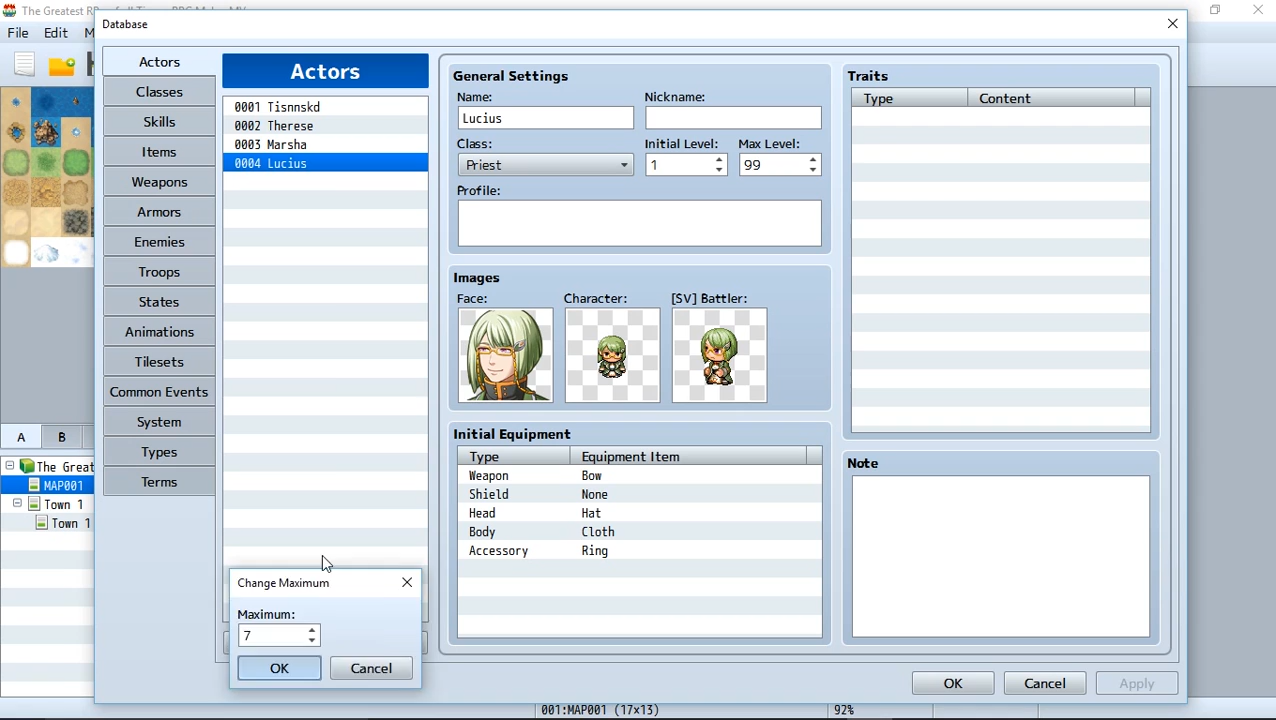 The Greatest R
Database
File Edit M
Actors
Classes
Skills
Items
Weapons
Armors
Enemies
Troops
States
Animations
Tilesets
Common Events
System
Types
Terms
Actors
0001 Tisnnskd
0002 Therese
0003 Marsha
0004 Lucius
General Settings
Name: Nickname:
Lucius
Class: Initial Level: Max Level:
Priest 1 99
Profile:
Images
Face: Character: [SV] Battler:
Initial Equipment
Type Equipment Item
Weapon Bow
Shield None
Head Hat
Body Cloth
Accessory Ring
Traits
Type Content
Note
A B
The Great
MAP001
Town 1
Town 1
Change Maximum
Maximum:
7
OK Cancel
OK Cancel Apply
001:MAP001 (17x13) 92%